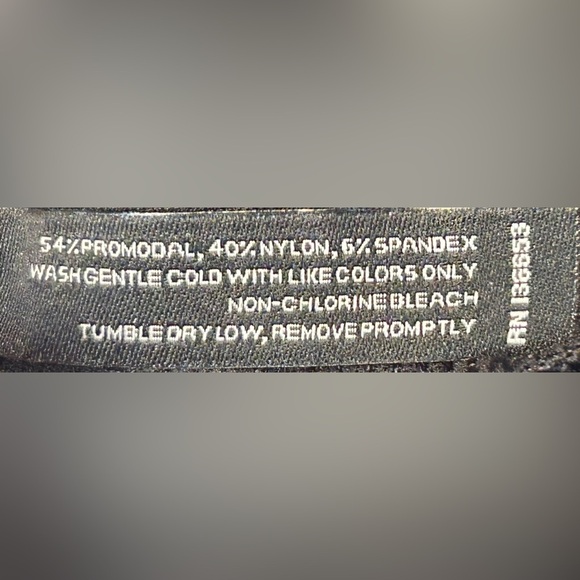 54% PROMODAL, 40% NYLON, 6% SPANDEX
WASH GENTLE COLD WITH LIKE COLORS ONLY
NON-CHLORINE BLEACH
TUMBLE DRY LOW, REMOVE PROMPTLY
RN 136653